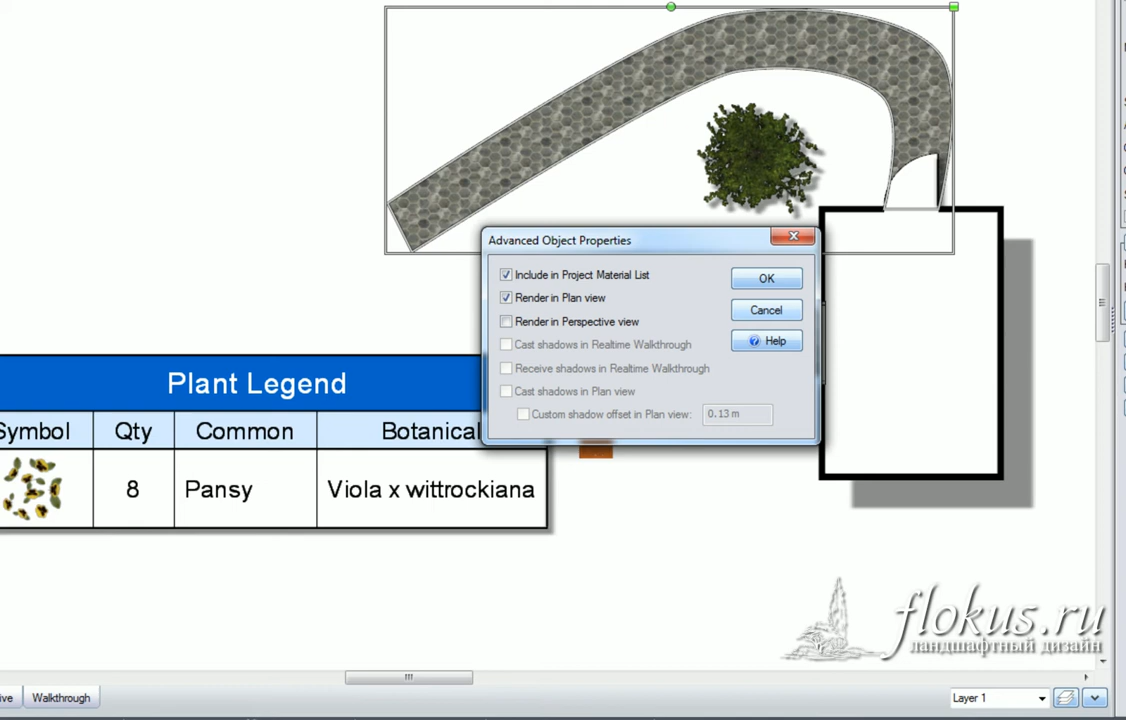 Advanced Object Properties
Include in Project Material List
OK
Render in Plan view
Cancel
Render in Perspective view
Help
Cast shadows in Realtime Walkthrough
Receive shadows in Realtime Walkthrough
Cast shadows in Plan view
Custom shadow offset in Plan view: 0.13 m
Plant Legend
Symbol Qty Common Botanical
8 Pansy Viola x wittrockiana
flokus.ru
ландшафтный дизайн
Walkthrough
Layer 1